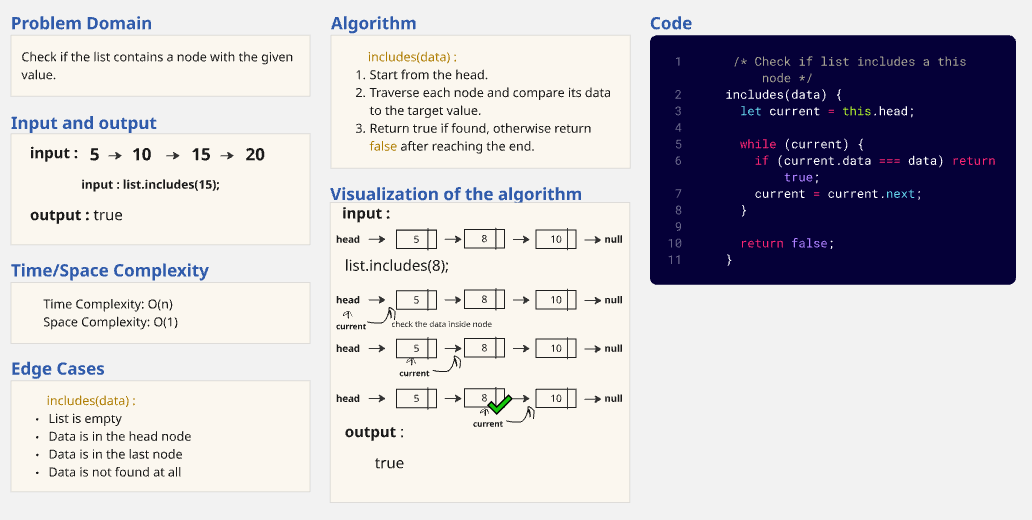 Problem Domain
Check if the list contains a node with the given
value.
Input and output
input : 5 → 10 → 15 → 20
input : list.includes(15);
output : true
Time/Space Complexity
Time Complexity: O(n)
Space Complexity: O(1)
Edge Cases
includes(data) :
• List is empty
• Data is in the head node
• Data is in the last node
• Data is not found at all
Algorithm
includes(data) :
1. Start from the head.
2. Traverse each node and compare its data
to the target value.
3. Return true if found, otherwise return
false after reaching the end.
Visualization of the algorithm
input :
head → 5 → 8 → 10 → null
list.includes(8);
head → 5 → 8 → 10 → null
current
check the data inside node
head → 5 → 8 → 10 → null
current
head → 5 → 8 → 10 → null
current
output :
true
Code
1 /* Check if list includes a this
node */
2 includes(data) {
3 let current = this.head;
4
5 while (current) {
6 if (current.data === data) return
true;
7 current = current.next;
8 }
9
10 return false;
11 }